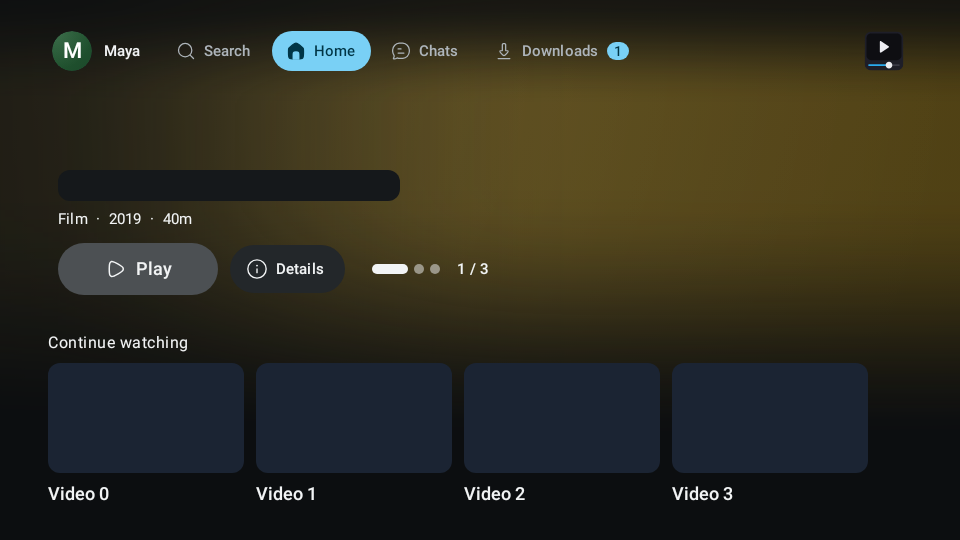 M Maya Search Home Chats Downloads 1
Film · 2019 · 40m
Play Details 1 / 3
Continue watching
Video 0 Video 1 Video 2 Video 3